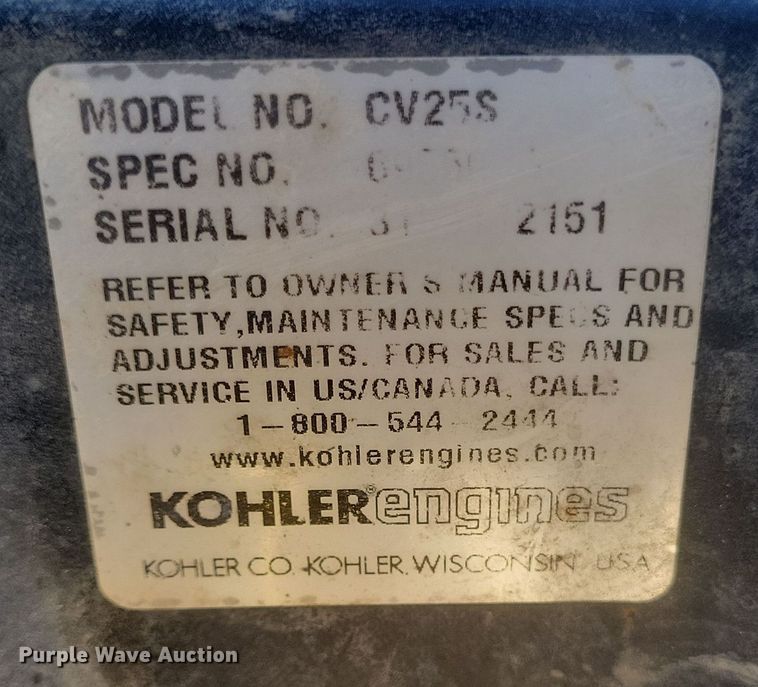 MODEL NO. CV25S
SPEC NO.
SERIAL NO. 2151
REFER TO OWNER S MANUAL FOR
SAFETY,MAINTENANCE SPECS AND
ADJUSTMENTS. FOR SALES AND
SERVICE IN US/CANADA, CALL:
1-800-544-2444
www.kohlerengines.com
KOHLER® engines
KOHLER CO. KOHLER, WISCONSIN USA
Purple Wave Auction